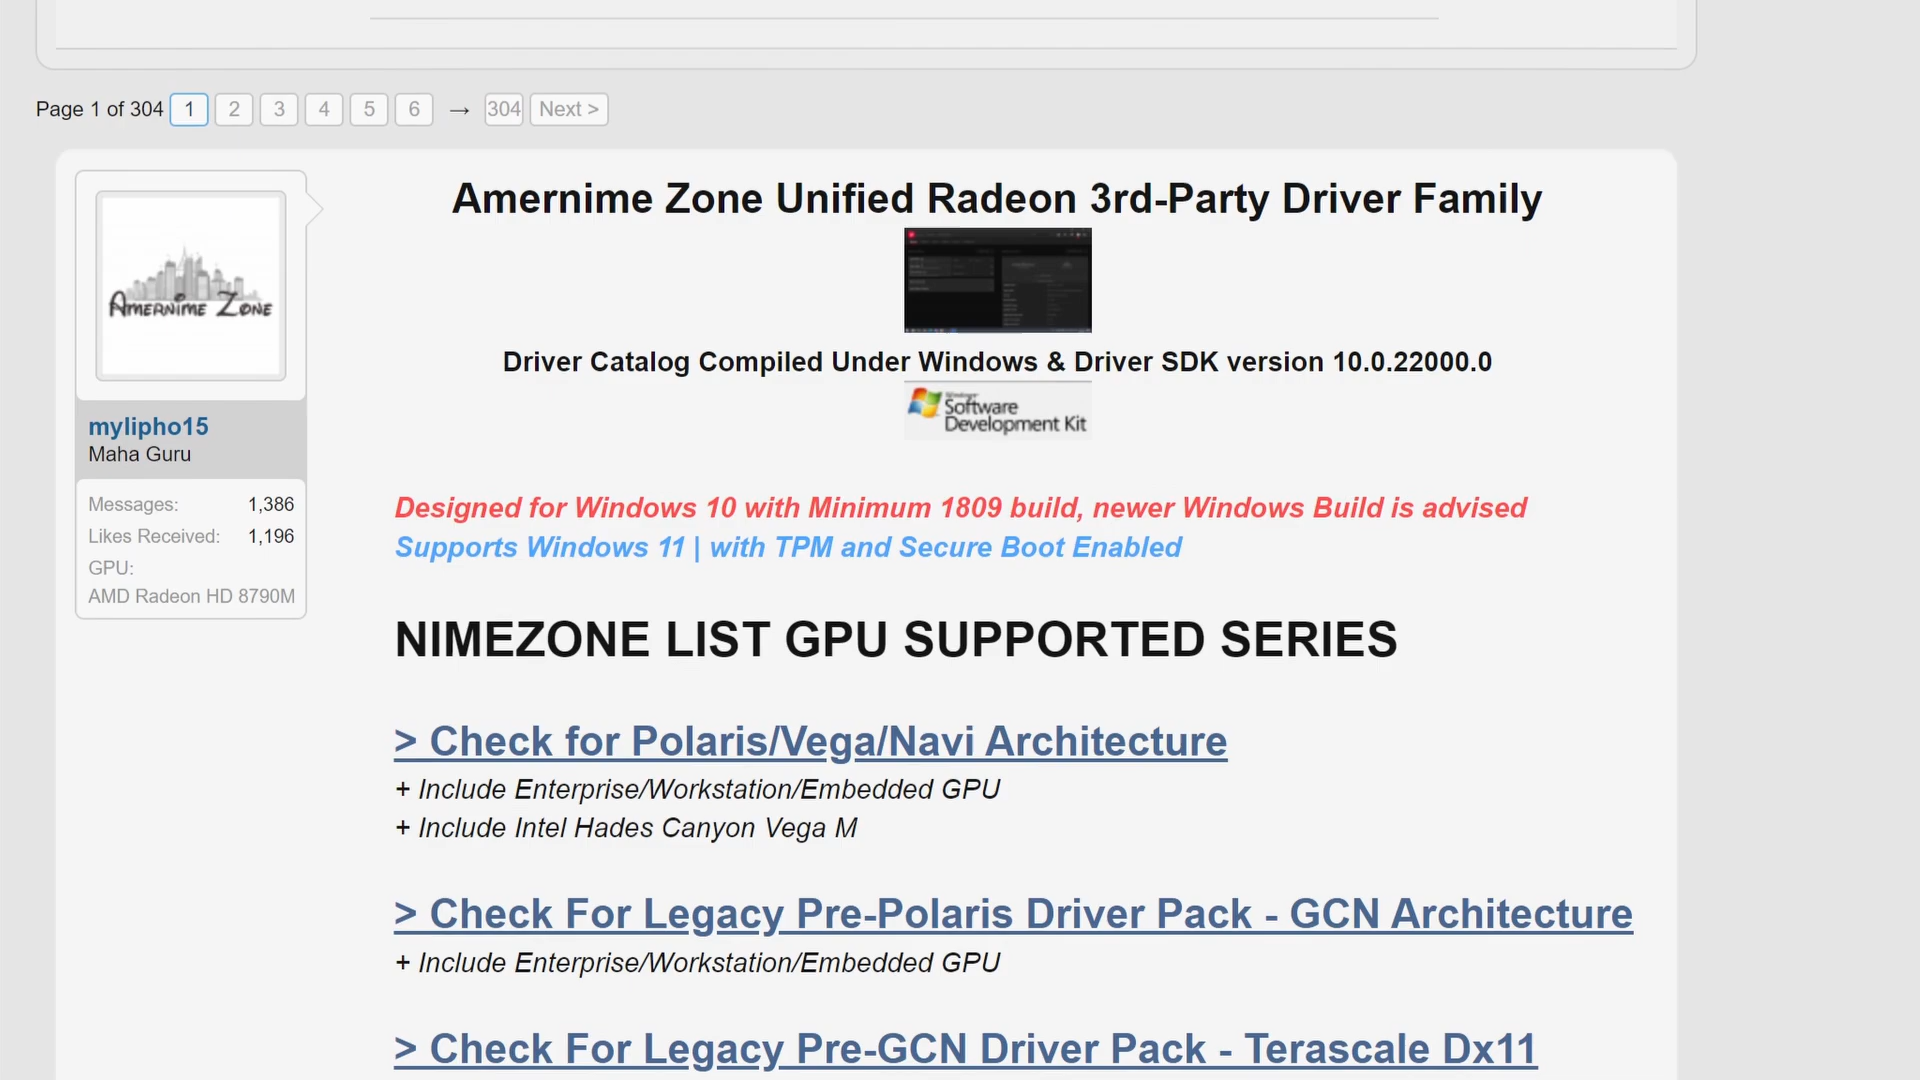 Page 1 of 304 1 2 3 4 5 6 → 304 Next >
Amernime Zone Unified Radeon 3rd-Party Driver Family
AMERNIME ZONE
Driver Catalog Compiled Under Windows & Driver SDK version 10.0.22000.0
Windows
Software
Development Kit
mylipho15
Maha Guru
Messages: 1,386
Likes Received: 1,196
GPU:
AMD Radeon HD 8790M
Designed for Windows 10 with Minimum 1809 build, newer Windows Build is advised
Supports Windows 11 | with TPM and Secure Boot Enabled
NIMEZONE LIST GPU SUPPORTED SERIES
> Check for Polaris/Vega/Navi Architecture
+ Include Enterprise/Workstation/Embedded GPU
+ Include Intel Hades Canyon Vega M
> Check For Legacy Pre-Polaris Driver Pack - GCN Architecture
+ Include Enterprise/Workstation/Embedded GPU
> Check For Legacy Pre-GCN Driver Pack - Terascale Dx11